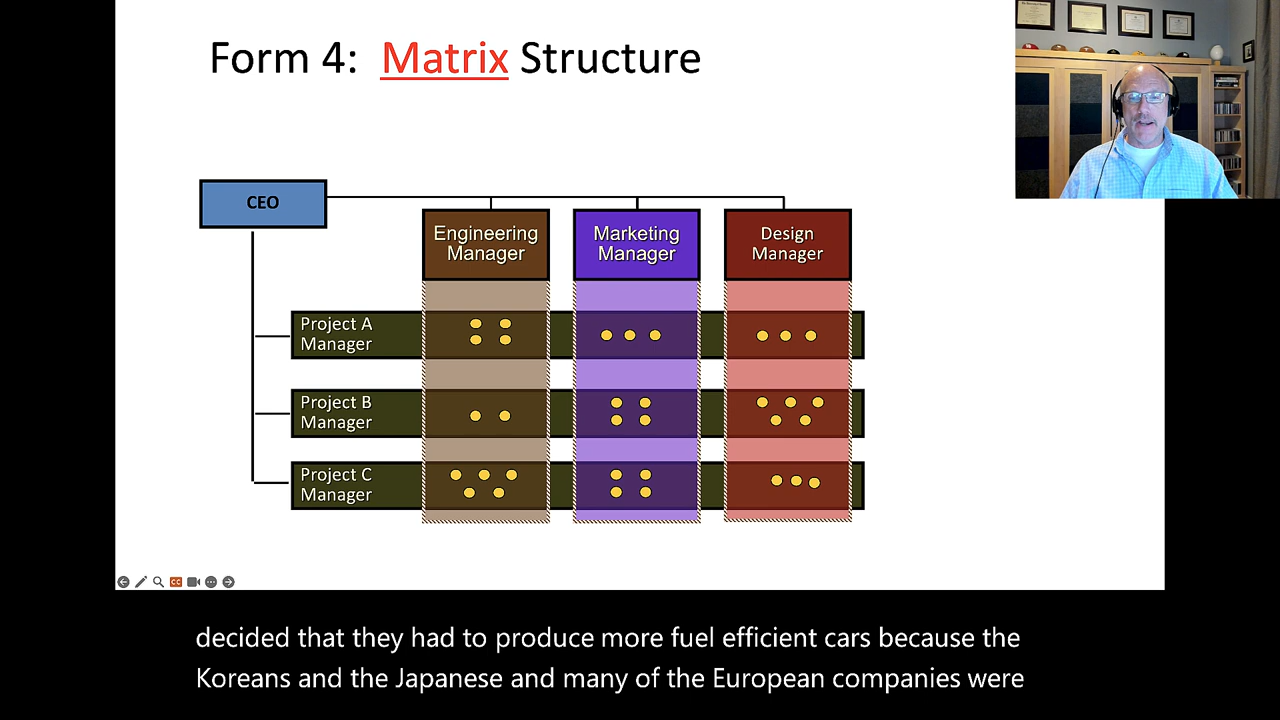 Form 4: Matrix Structure
CEO
Engineering
Manager
Marketing
Manager
Design
Manager
Project A
Manager
Project B
Manager
Project C
Manager
CC
decided that they had to produce more fuel efficient cars because the
Koreans and the Japanese and many of the European companies were